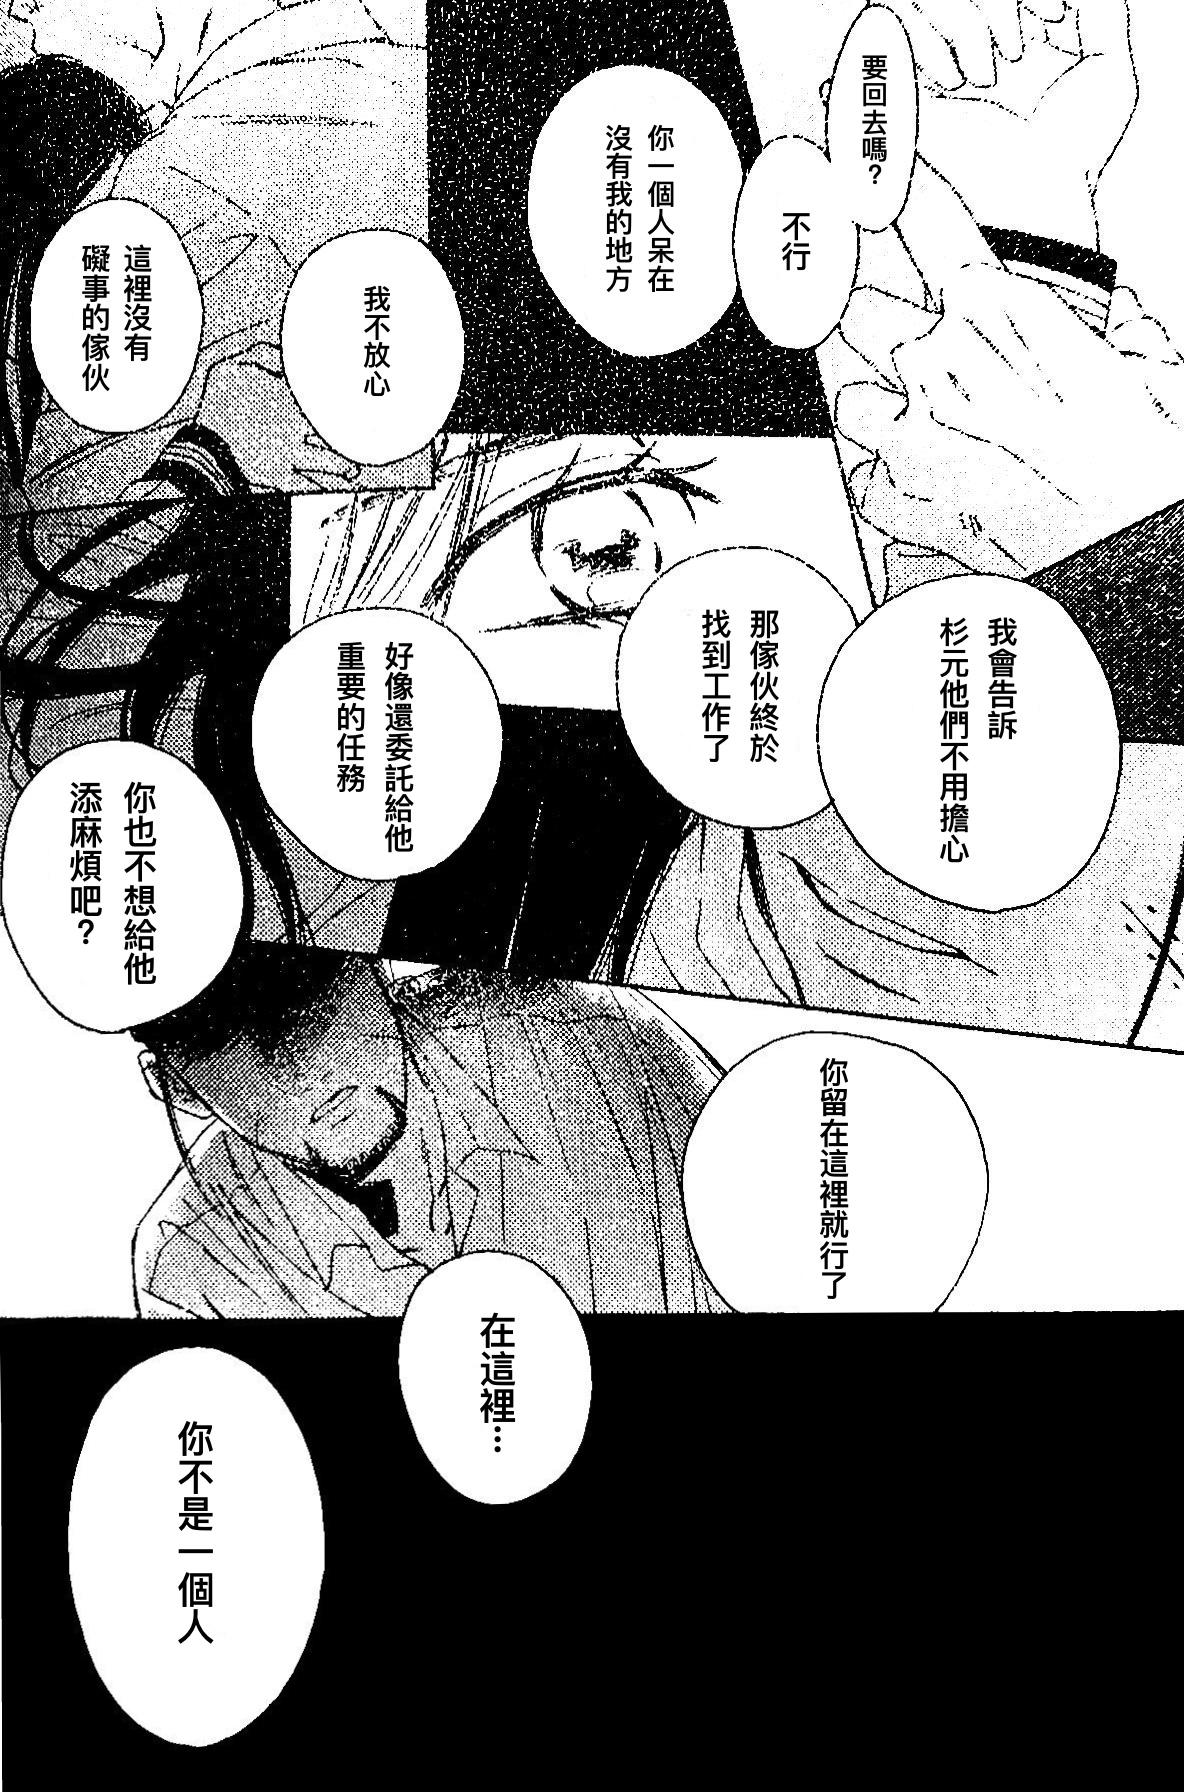 要回去嗎?
不行
你一個人呆在
沒有我的地方
我不放心
這裡沒有
礙事的傢伙
我會告訴
杉元他們不用擔心
那傢伙終於
找到工作了
好像還委託給他
重要的任務
你也不想給他
添麻煩吧?
你留在這裡就行了
在這裡…
你不是一個人